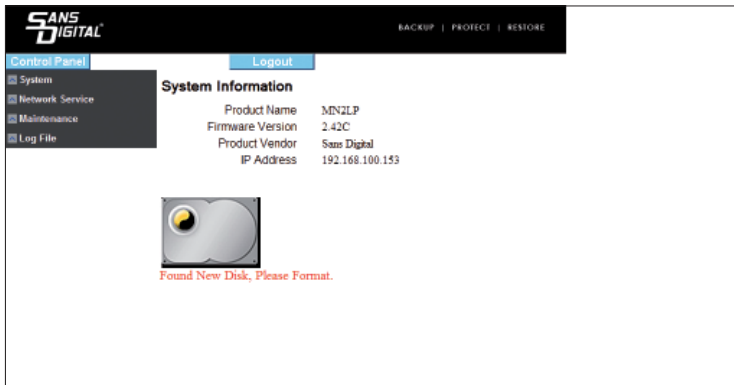 SANS DIGITAL
BACKUP | PROTECT | RESTORE
Control Panel
Logout
System
Network Service
Maintenance
Log File
System Information
Product Name MN2LP
Firmware Version 2.42C
Product Vendor Sans Digital
IP Address 192.168.100.153
Found New Disk, Please Format.